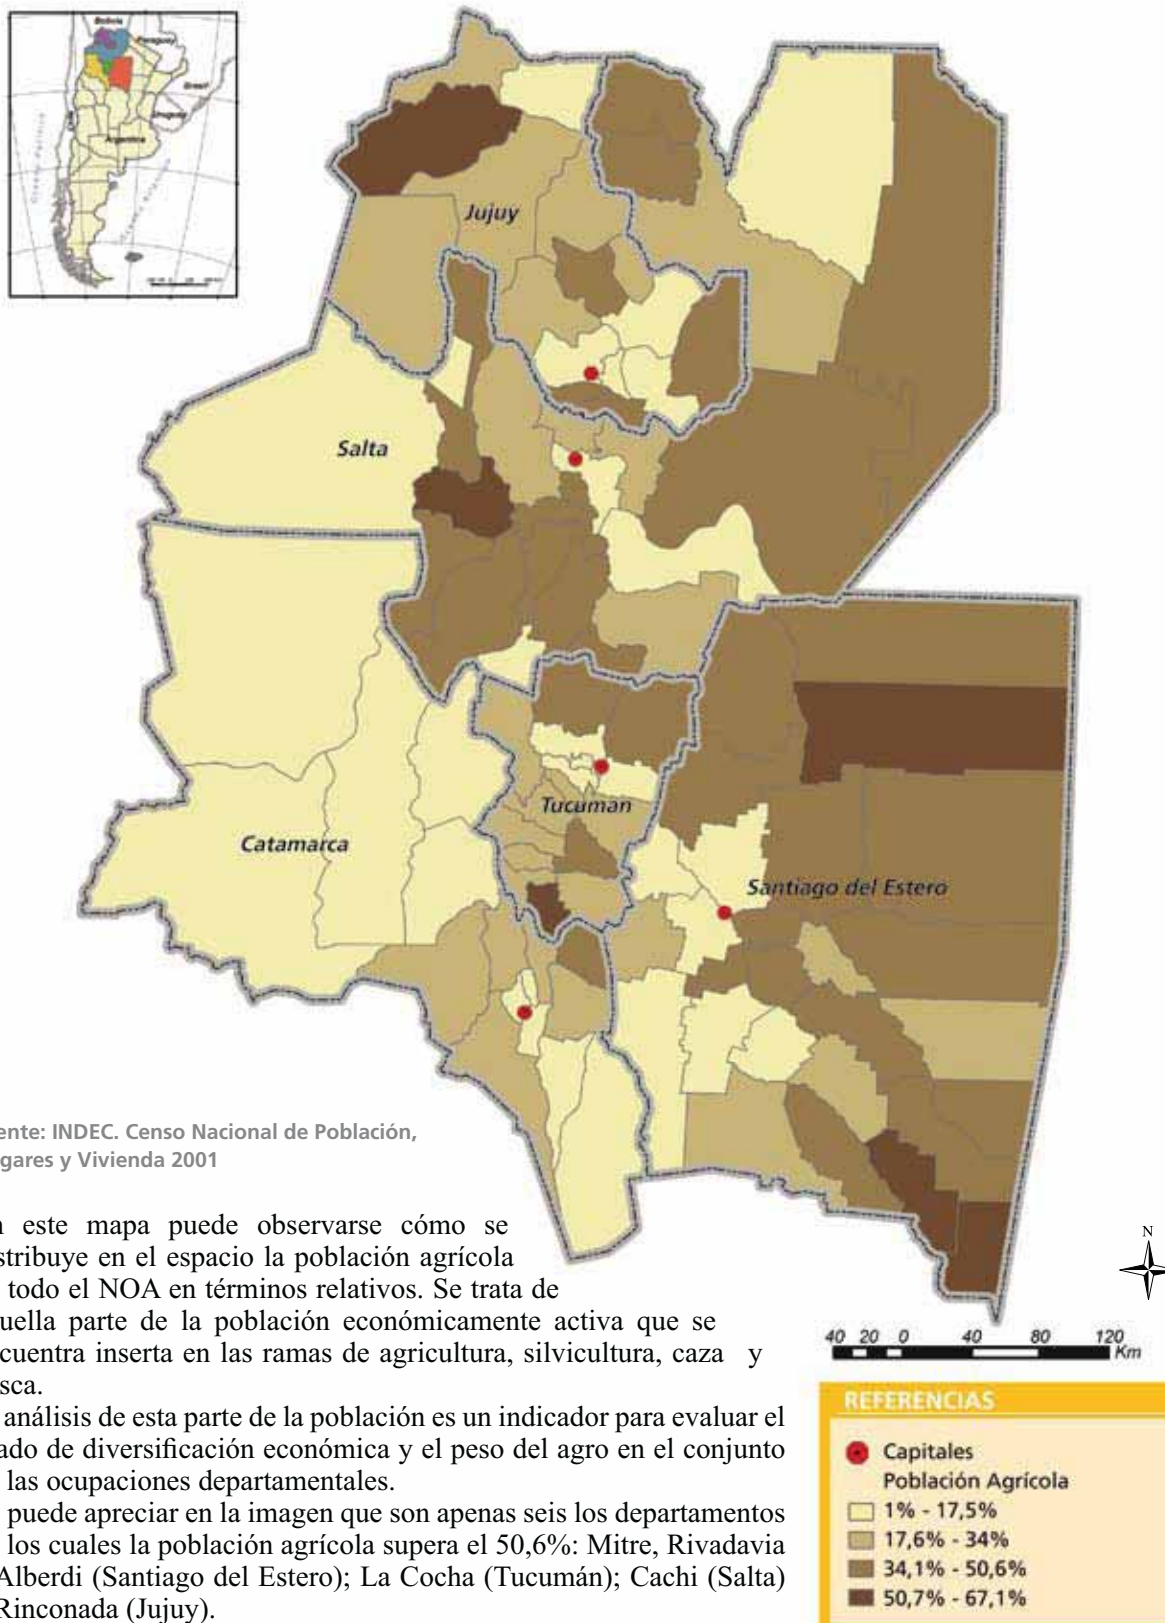 Bolivia
Paraguay
Brasil
Uruguay
Argentina
Jujuy
Salta
Tucuman
Catamarca
Santiago del Estero
ente: INDEC. Censo Nacional de Población,
gares y Vivienda 2001
este mapa puede observarse cómo se
stribuye en el espacio la población agrícola
todo el NOA en términos relativos. Se trata de
uella parte de la población económicamente activa que se
cuentra inserta en las ramas de agricultura, silvicultura, caza y
sca.
análisis de esta parte de la población es un indicador para evaluar el
ado de diversificación económica y el peso del agro en el conjunto
las ocupaciones departamentales.
puede apreciar en la imagen que son apenas seis los departamentos
los cuales la población agrícola supera el 50,6%: Mitre, Rivadavia
Alberdi (Santiago del Estero); La Cocha (Tucumán); Cachi (Salta)
Rinconada (Jujuy).
N
40 20 0 40 80 120
Km
REFERENCIAS
Capitales
Población Agrícola
1% - 17,5%
17,6% - 34%
34,1% - 50,6%
50,7% - 67,1%